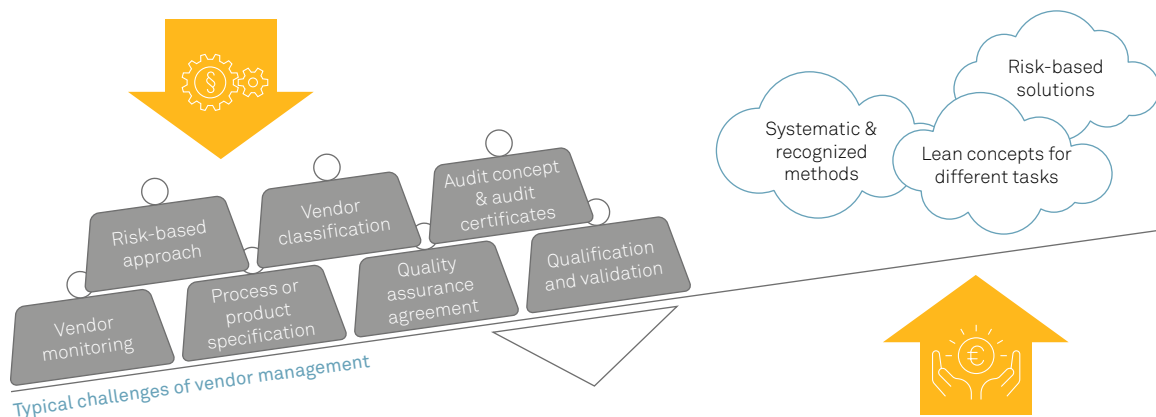 §
Risk-based
solutions
Systematic &
recognized
methods
Lean concepts for
different tasks
Audit concept
& audit
certificates
Vendor
classification
Risk-based
approach
Qualification
and validation
Quality
assurance
agreement
Process or
product
specification
Vendor
monitoring
Typical challenges of vendor management
€